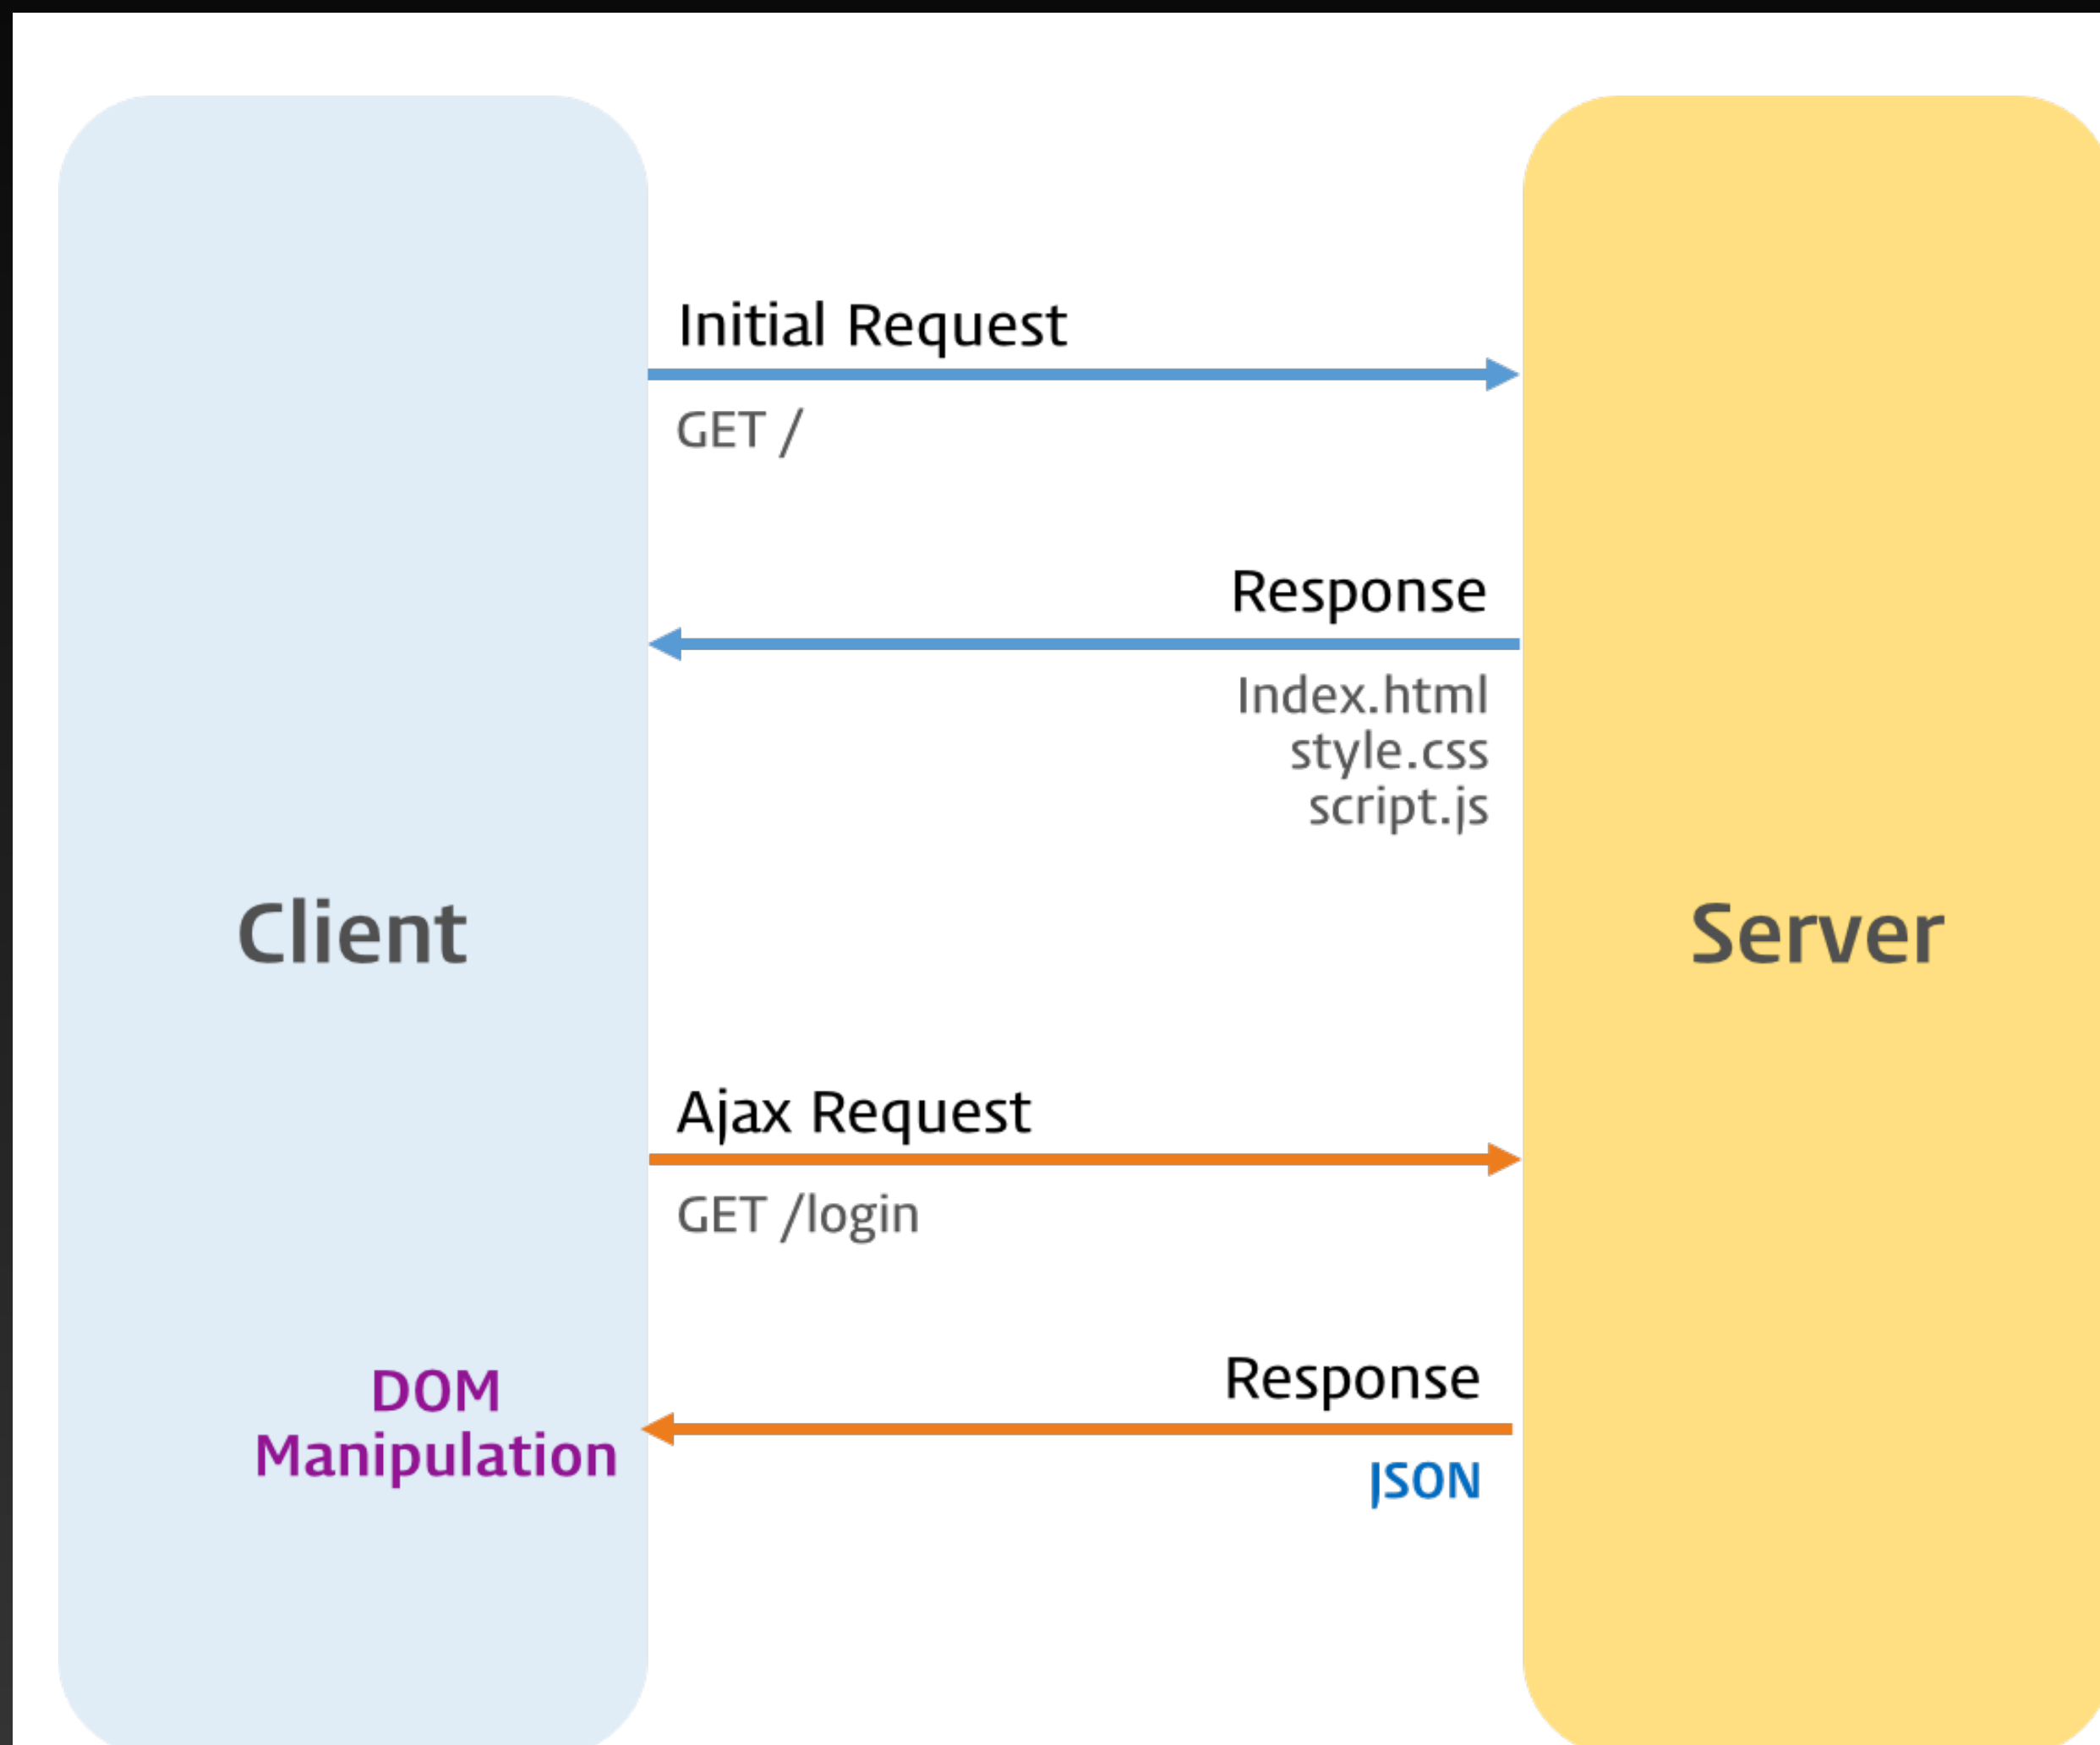 Initial Request
GET /
Response
Index.html
style.css
script.js
Client
Server
Ajax Request
GET /login
Response
JSON
DOM
Manipulation